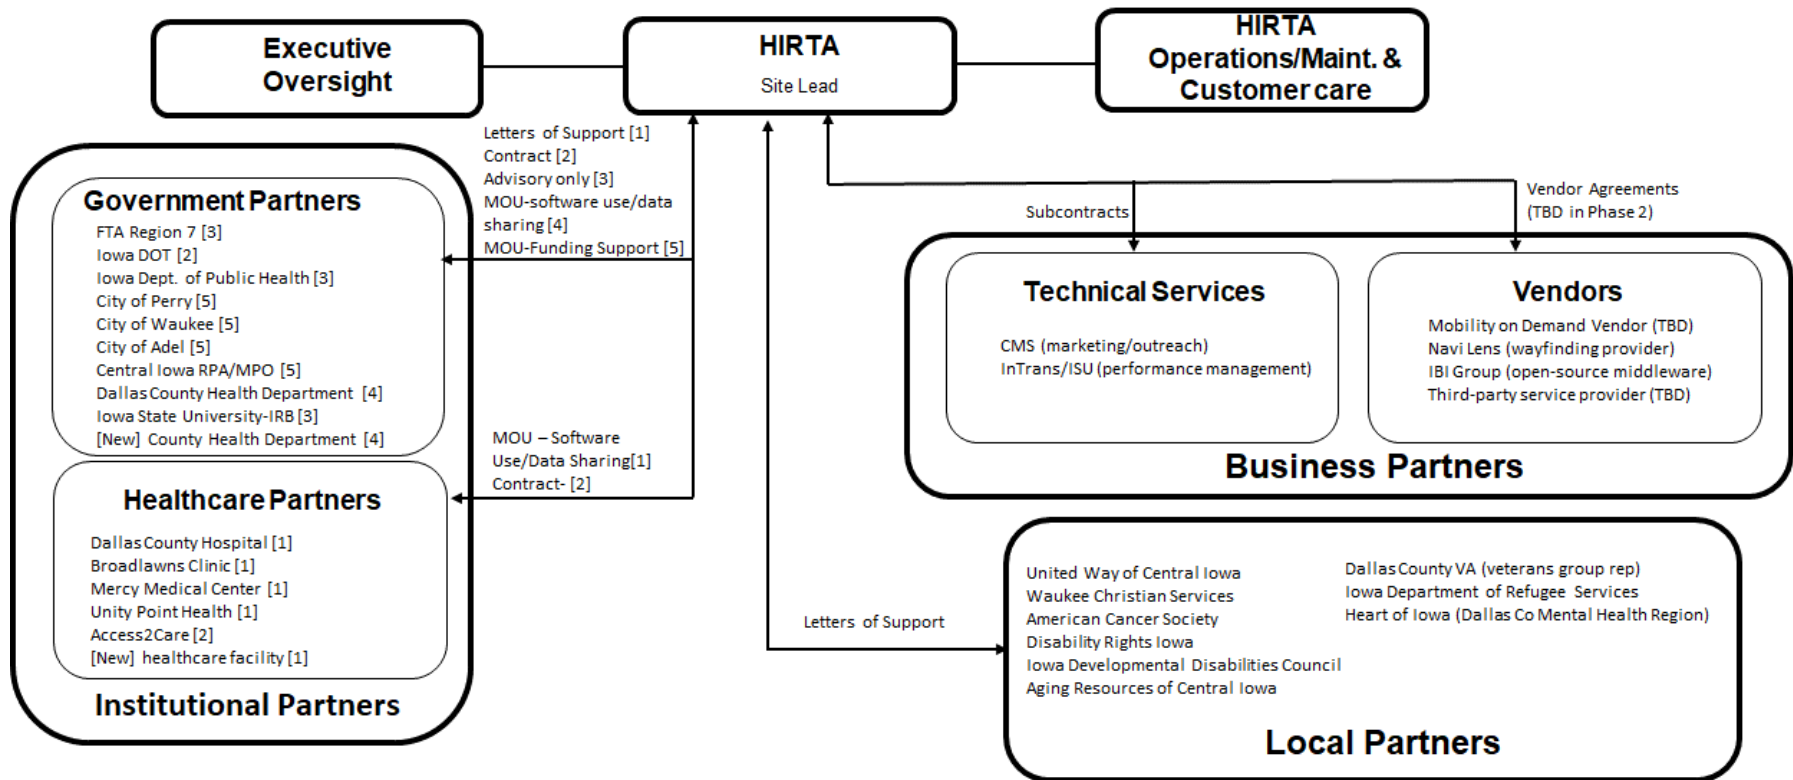 Executive
Oversight
HIRTA
Site Lead
HIRTA
Operations/Maint. &
Customer care
Letters of Support [1]
Contract [2]
Advisory only [3]
MOU-software use/data
sharing [4]
MOU-Funding Support [5]
Government Partners
FTA Region 7 [3]
Iowa DOT [2]
Iowa Dept. of Public Health [3]
City of Perry [5]
City of Waukee [5]
City of Adel [5]
Central Iowa RPA/MPO [5]
Dallas County Health Department [4]
Iowa State University-IRB [3]
[New] County Health Department [4]
MOU – Software
Use/Data Sharing[1]
Contract- [2]
Healthcare Partners
Dallas County Hospital [1]
Broadlawns Clinic [1]
Mercy Medical Center [1]
Unity Point Health [1]
Access2Care [2]
[New] healthcare facility [1]
Institutional Partners
Subcontracts
Vendor Agreements
(TBD in Phase 2)
Technical Services
CMS (marketing/outreach)
InTrans/ISU (performance management)
Vendors
Mobility on Demand Vendor (TBD)
Navi Lens (wayfinding provider)
IBI Group (open-source middleware)
Third-party service provider (TBD)
Business Partners
Letters of Support
United Way of Central Iowa
Waukee Christian Services
American Cancer Society
Disability Rights Iowa
Iowa Developmental Disabilities Council
Aging Resources of Central Iowa
Dallas County VA (veterans group rep)
Iowa Department of Refugee Services
Heart of Iowa (Dallas Co Mental Health Region)
Local Partners